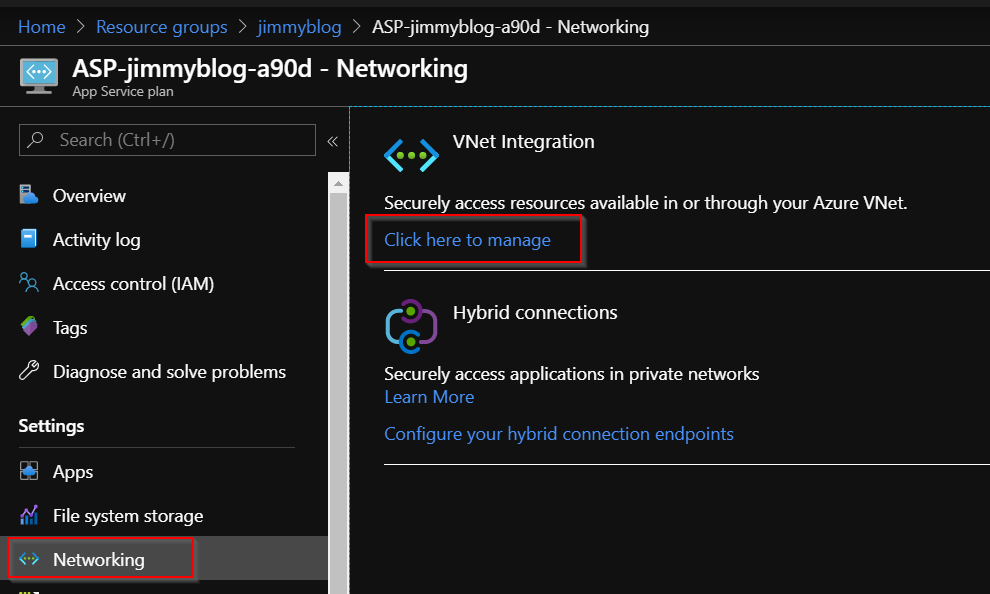 Home > Resource groups > jimmyblog > ASP-jimmyblog-a90d - Networking
ASP-jimmyblog-a90d - Networking
App Service plan
Search (Ctrl+/)
«
Overview
Activity log
Access control (IAM)
Tags
Diagnose and solve problems
Settings
Apps
File system storage
Networking
VNet Integration
Securely access resources available in or through your Azure VNet.
Click here to manage
Hybrid connections
Securely access applications in private networks
Learn More
Configure your hybrid connection endpoints